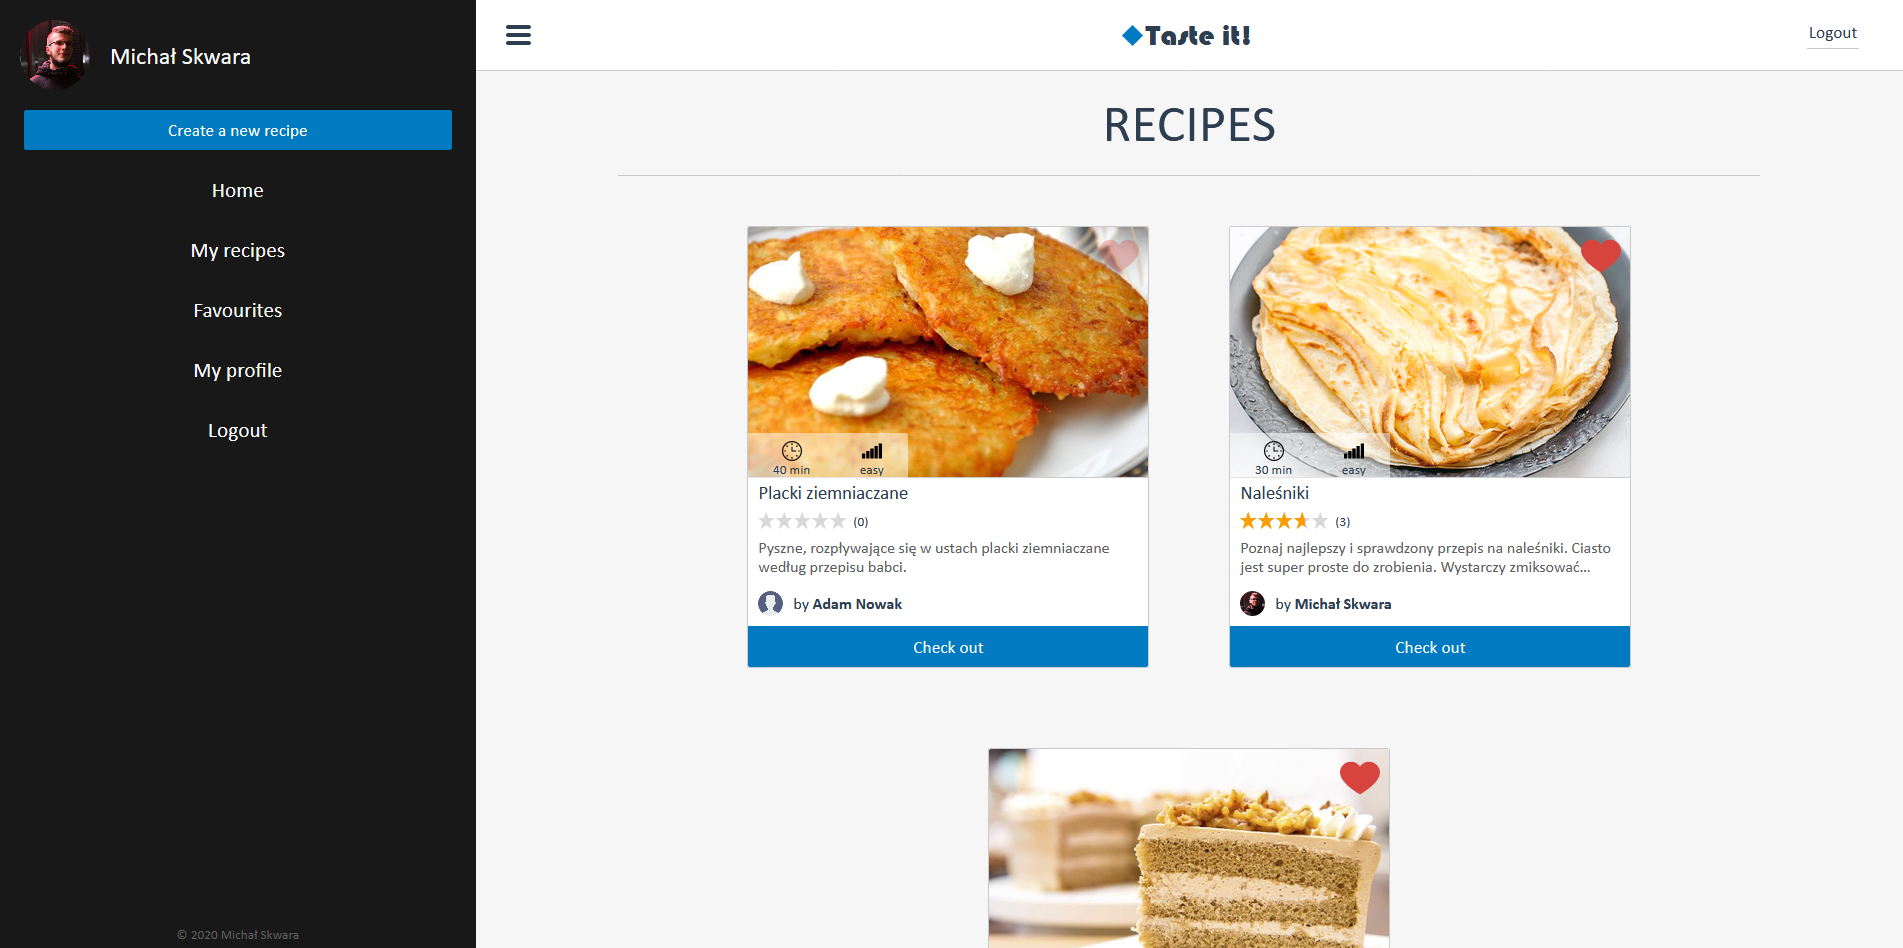 Michał Skwara
Create a new recipe
Home
My recipes
Favourites
My profile
Logout
© 2020 Michał Skwara
Taste it!
Logout
RECIPES
40 min
easy
Placki ziemniaczane
(0)
Pyszne, rozpływające się w ustach placki ziemniaczane
według przepisu babci.
by Adam Nowak
Check out
30 min
easy
Naleśniki
(3)
Poznaj najlepszy i sprawdzony przepis na naleśniki. Ciasto
jest super proste do zrobienia. Wystarczy zmiksować...
by Michał Skwara
Check out